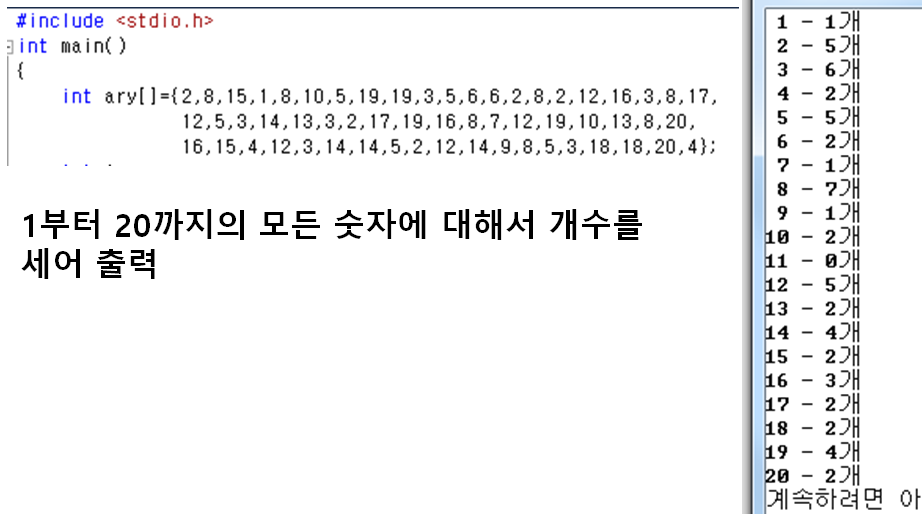 #include <stdio.h>
int main()
{
int ary[]={2,8,15,1,8,10,5,19,19,3,5,6,6,2,8,2,12,16,3,8,17,
12,5,3,14,13,3,2,17,19,16,8,7,12,19,10,13,8,20,
16,15,4,12,3,14,14,5,2,12,14,9,8,5,3,18,18,20,4};
1부터 20까지의 모든 숫자에 대해서 개수를
세어 출력
1 - 1개
2 - 5개
3 - 6개
4 - 2개
5 - 5개
6 - 2개
7 - 1개
8 - 7개
9 - 1개
10 - 2개
11 - 0개
12 - 5개
13 - 2개
14 - 4개
15 - 2개
16 - 3개
17 - 2개
18 - 2개
19 - 4개
20 - 2개
계속하려면 아